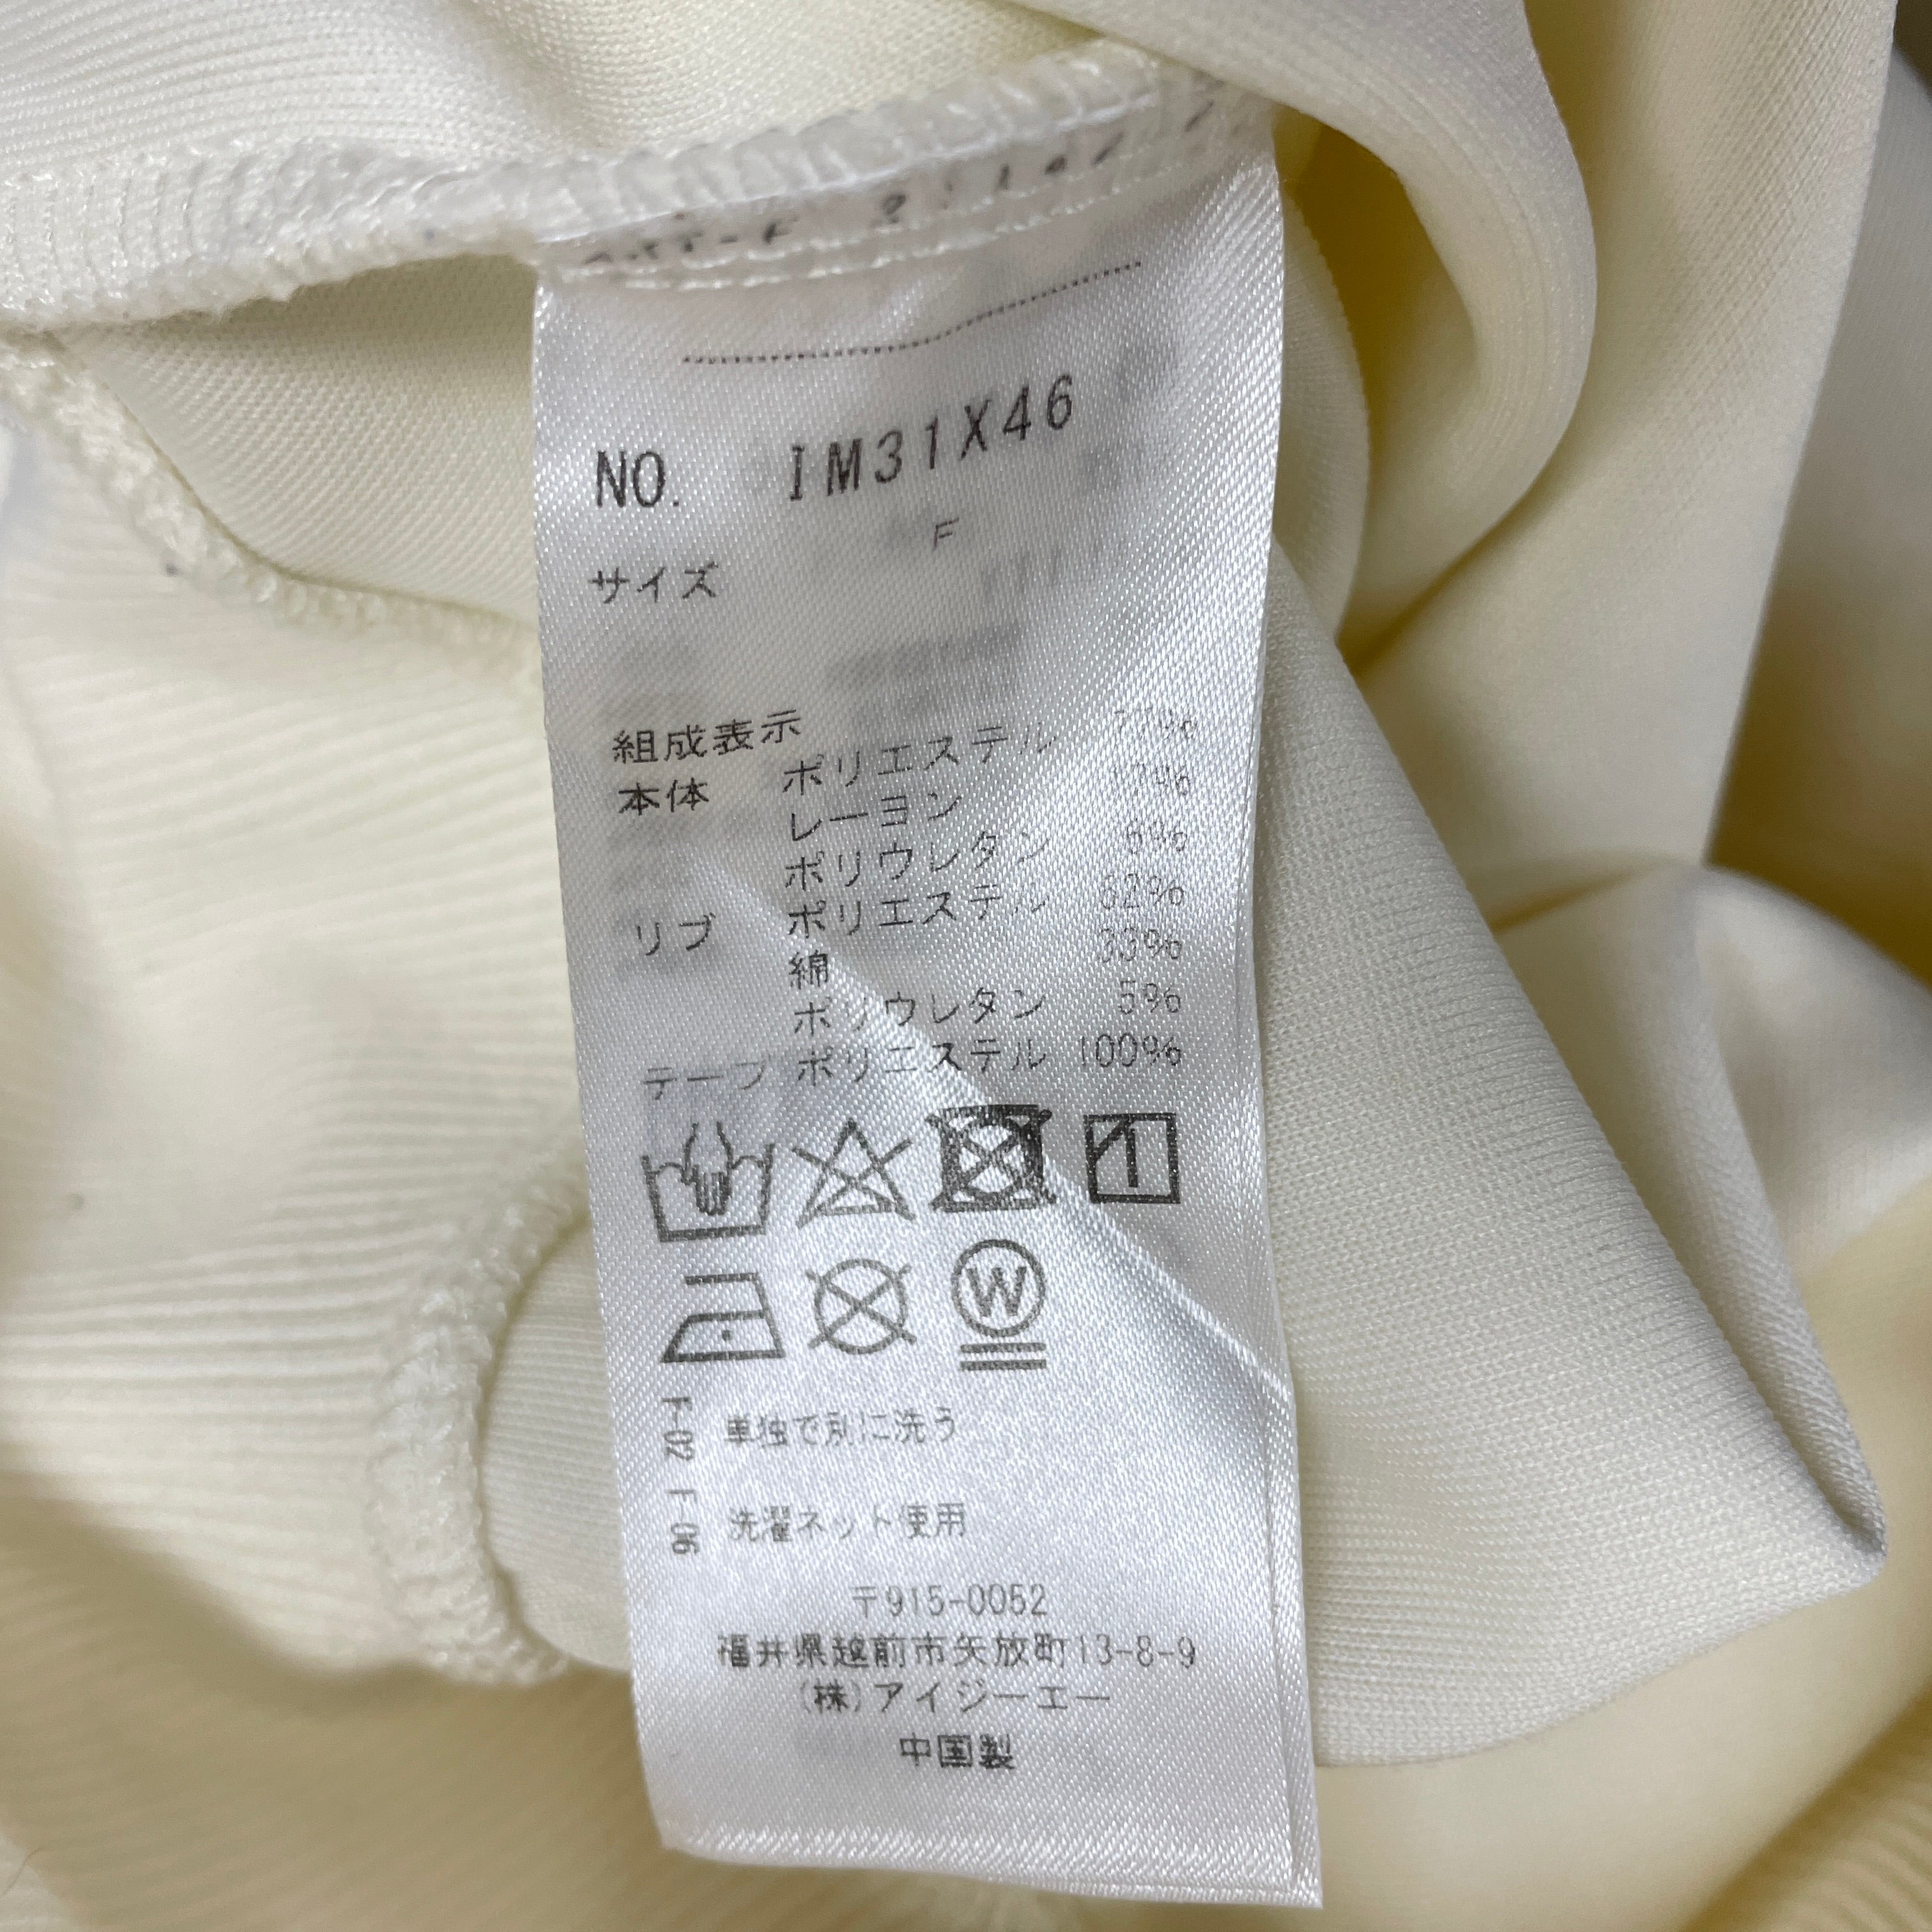 NO. IM31X46
サイズ F
組成表示
本体 ポリエステル 77%
レーヨン 17%
ポリウレタン 6%
リブ ポリエステル 62%
綿 33%
ポリウレタン 5%
テープ ポリエステル 100%
W
F-02 単独で別に洗う
F-06 洗濯ネット使用
〒915-0052
福井県越前市矢放町13-8-9
(株)アイジーエー
中国製